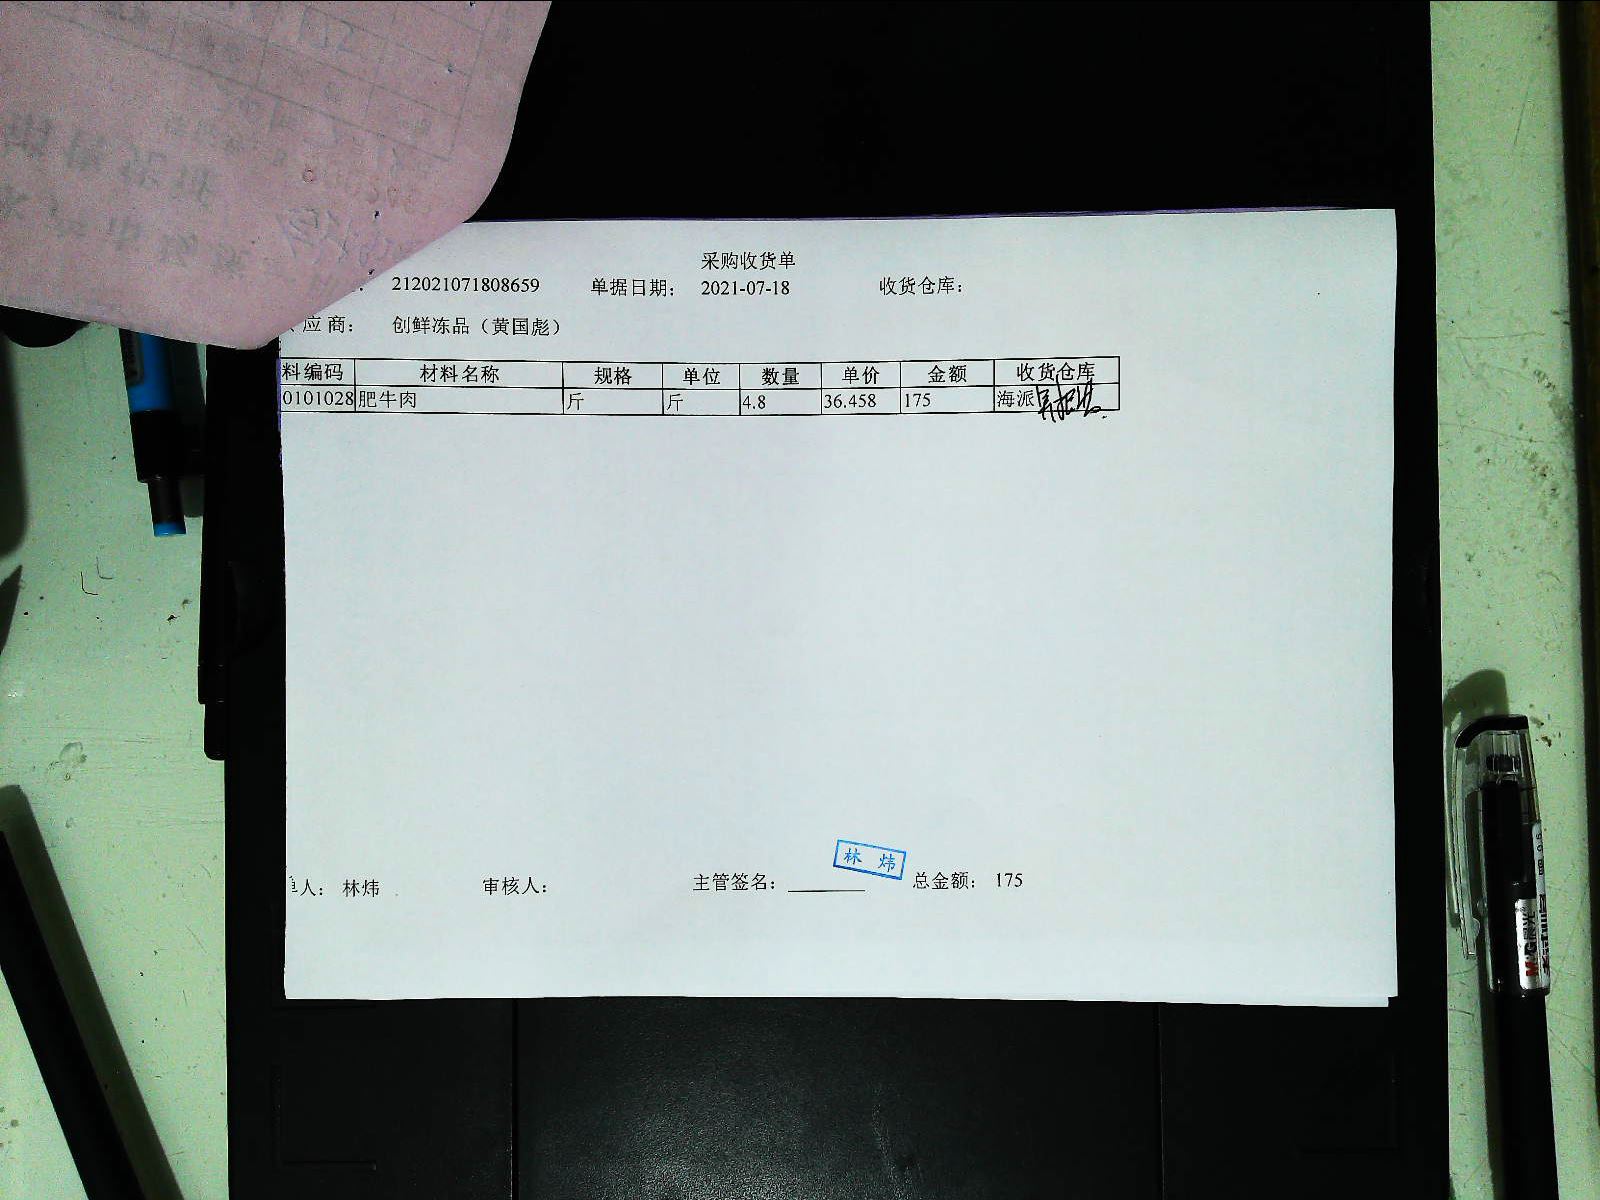 采购收货单
212021071808659 单据日期： 2021-07-18 收货仓库：
应商： 创鲜冻品（黄国彪）
料编码 材料名称 规格 单位 数量 单价 金额 收货仓库
0101028 肥牛肉 斤 斤 4.8 36.458 175 海派
林炜
单人： 林炜 审核人： 主管签名： 总金额： 175
M&G晨光